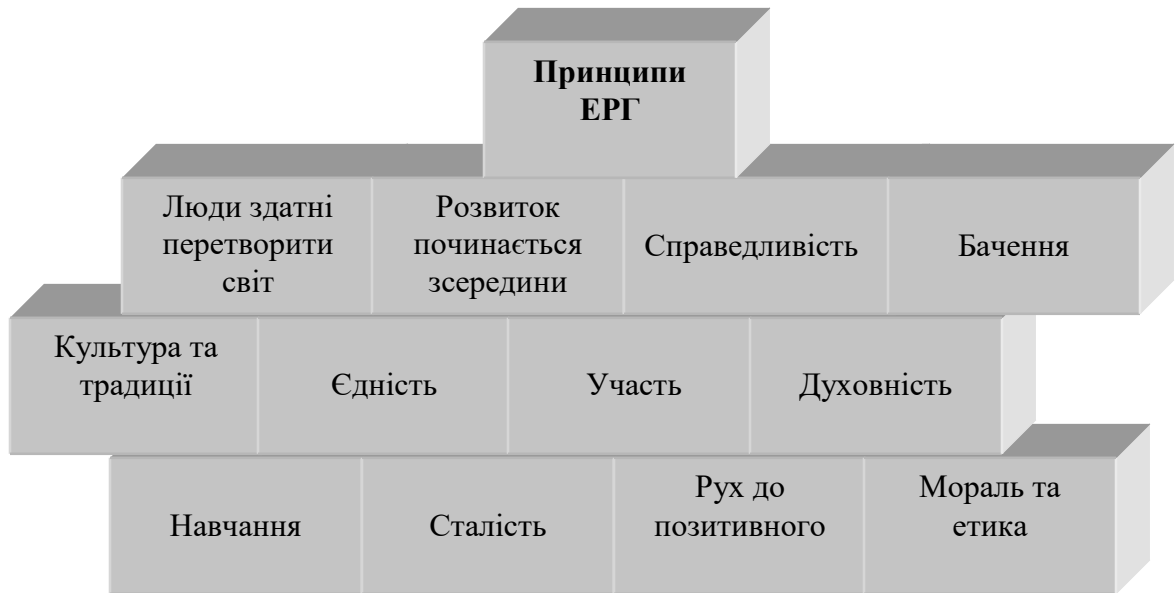 Принципи
ЕРГ
Люди здатні
перетворити
світ
Розвиток
починається
зсередини
Справедливість
Бачення
Культура та
традиції
Єдність
Участь
Духовність
Навчання
Сталість
Рух до
позитивного
Мораль та
етика